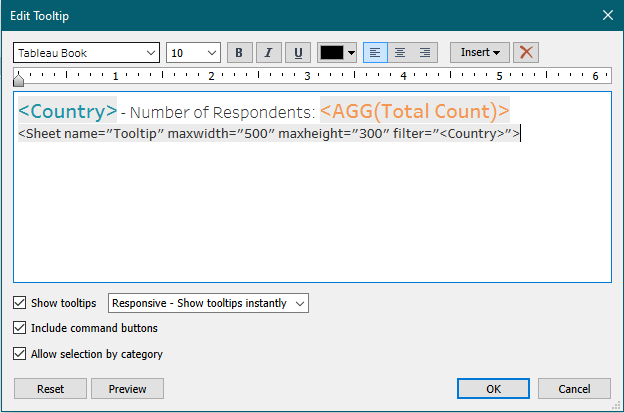 Edit Tooltip
Tableau Book 10 B I U Insert
1 2 3 4 5 6
<Country> - Number of Respondents: <AGG(Total Count)>
<Sheet name="Tooltip" maxwidth="500" maxheight="300" filter="<Country>">
Show tooltips Responsive - Show tooltips instantly
Include command buttons
Allow selection by category
Reset Preview OK Cancel